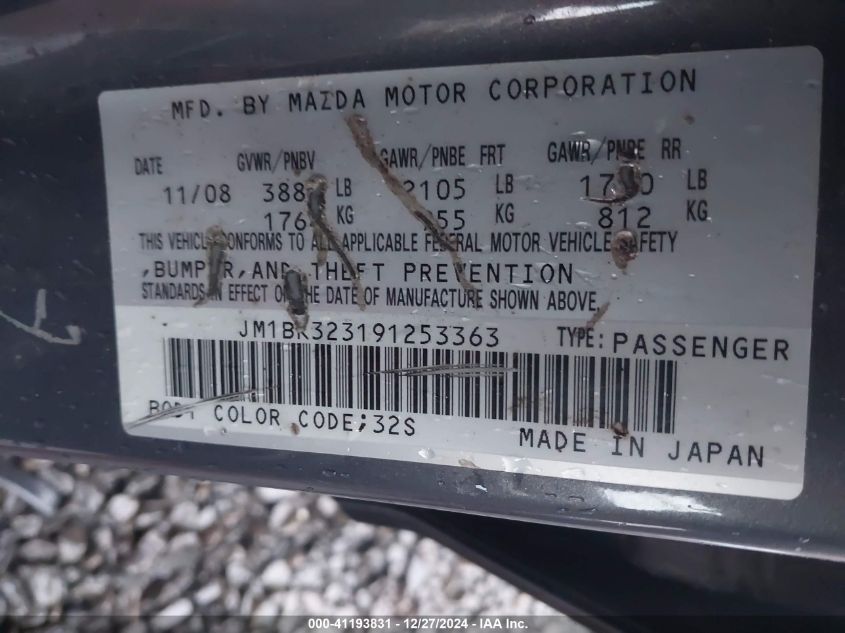 MFD. BY MAZDA MOTOR CORPORATION
DATE GVWR/PNBV GAWR/PNBE FRT GAWR/PNBE RR
11/08 LB 2105 LB LB
KG KG 812 KG
THIS VEHICLE CONFORMS TO ALL APPLICABLE FEDERAL MOTOR VEHICLE SAFETY
,BUMPER,AND THEFT PREVENTION
STANDARDS IN EFFECT ON THE DATE OF MANUFACTURE SHOWN ABOVE.
JM1BK323191253363 TYPE:PASSENGER
BODY COLOR CODE:32S
MADE IN JAPAN
000-41193831 - 12/27/2024 - IAA Inc.